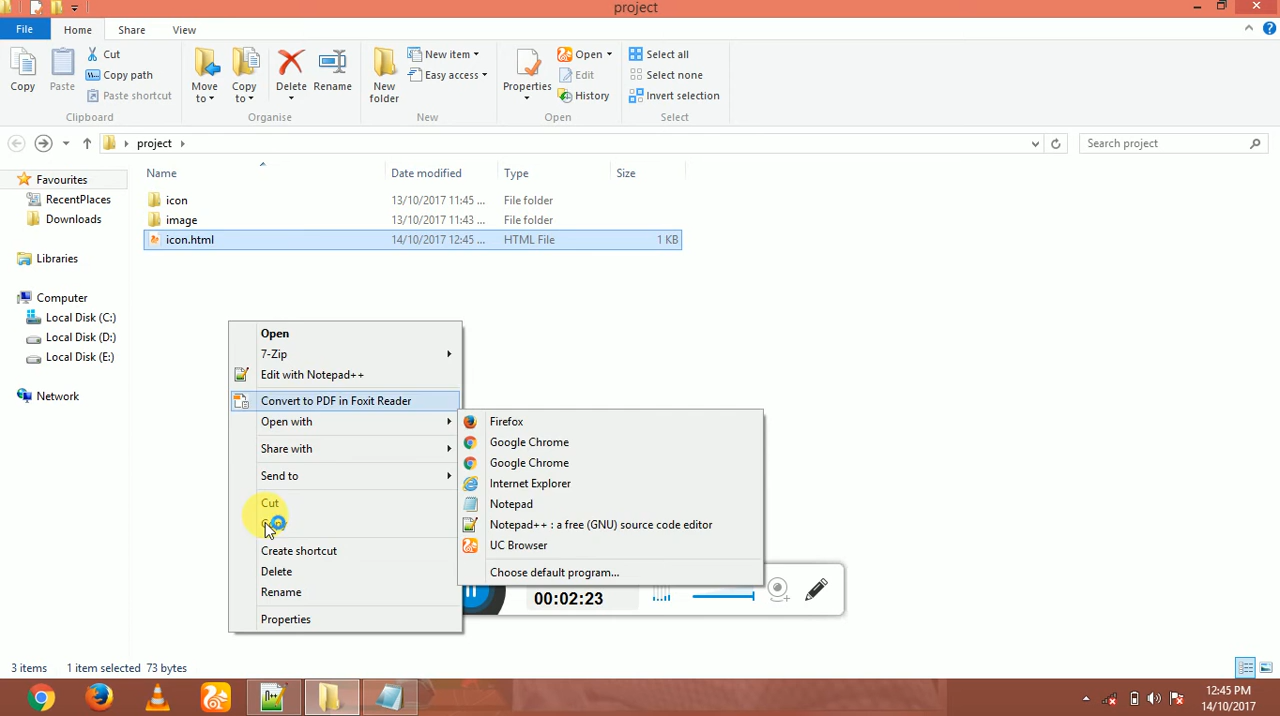 project
File Home Share View
Copy
Paste
Cut
Copy path
Paste shortcut
Clipboard
Move to
Copy to
Delete
Rename
Organise
New folder
New item
Easy access
New
Properties
Open
Edit
History
Open
Select all
Select none
Invert selection
Select
project
Search project
Favourites
RecentPlaces
Downloads
Libraries
Computer
Local Disk (C:)
Local Disk (D:)
Local Disk (E:)
Network
Name Date modified Type Size
icon 13/10/2017 11:45 ... File folder
image 13/10/2017 11:43 ... File folder
icon.html 14/10/2017 12:45 ... HTML File 1 KB
Open
7-Zip
Edit with Notepad++
Convert to PDF in Foxit Reader
Open with
Share with
Send to
Cut
Create shortcut
Delete
Rename
Properties
Firefox
Google Chrome
Google Chrome
Internet Explorer
Notepad
Notepad++ : a free (GNU) source code editor
UC Browser
Choose default program...
00:02:23
3 items 1 item selected 73 bytes
12:45 PM
14/10/2017